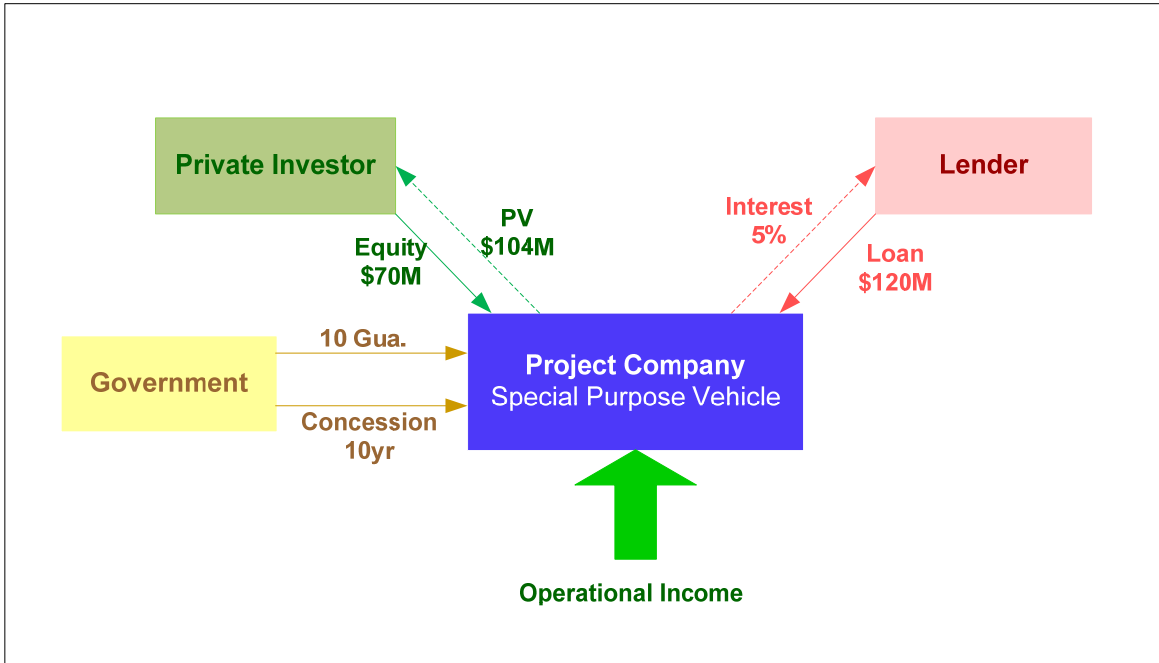 Private Investor
Lender
PV
$104M
Interest
5%
Equity
$70M
Loan
$120M
10 Gua.
Government
Project Company
Special Purpose Vehicle
Concession
10yr
Operational Income